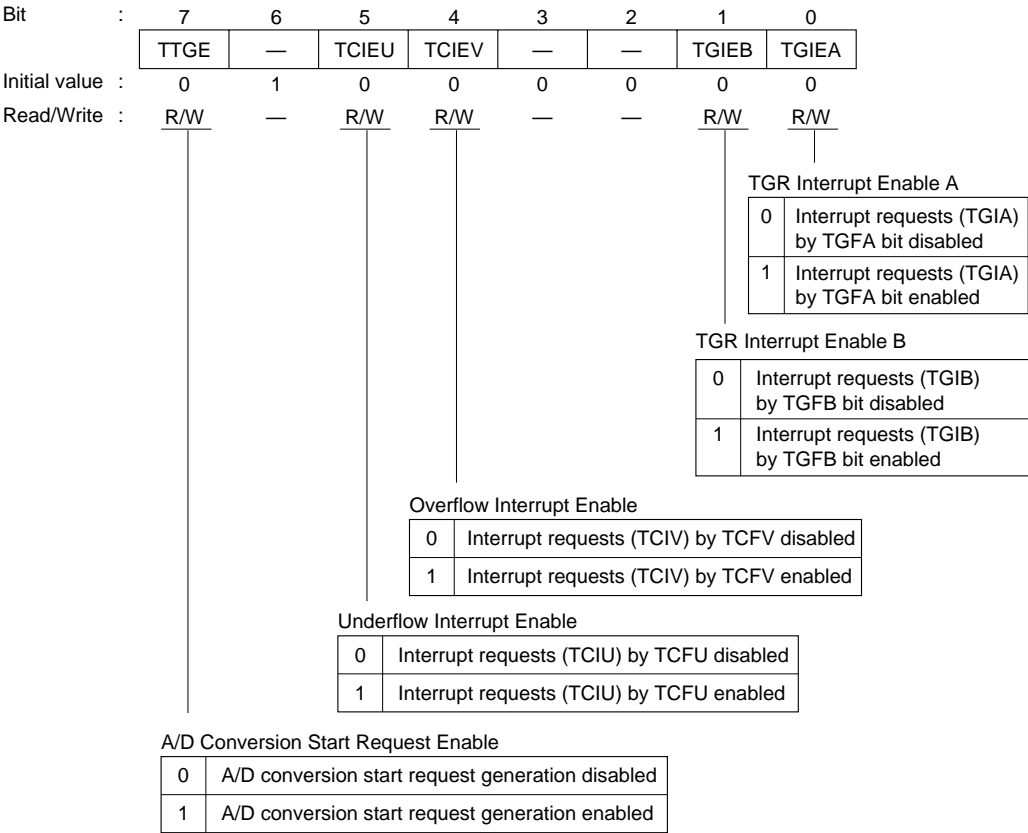 Bit : 7 6 5 4 3 2 1 0
TTGE — TCIEU TCIEV — — TGIEB TGIEA
Initial value : 0 1 0 0 0 0 0 0
Read/Write : R/W — R/W R/W — — R/W R/W
TGR Interrupt Enable A
0 Interrupt requests (TGIA)
by TGFA bit disabled
1 Interrupt requests (TGIA)
by TGFA bit enabled
TGR Interrupt Enable B
0 Interrupt requests (TGIB)
by TGFB bit disabled
1 Interrupt requests (TGIB)
by TGFB bit enabled
Overflow Interrupt Enable
0 Interrupt requests (TCIV) by TCFV disabled
1 Interrupt requests (TCIV) by TCFV enabled
Underflow Interrupt Enable
0 Interrupt requests (TCIU) by TCFU disabled
1 Interrupt requests (TCIU) by TCFU enabled
A/D Conversion Start Request Enable
0 A/D conversion start request generation disabled
1 A/D conversion start request generation enabled